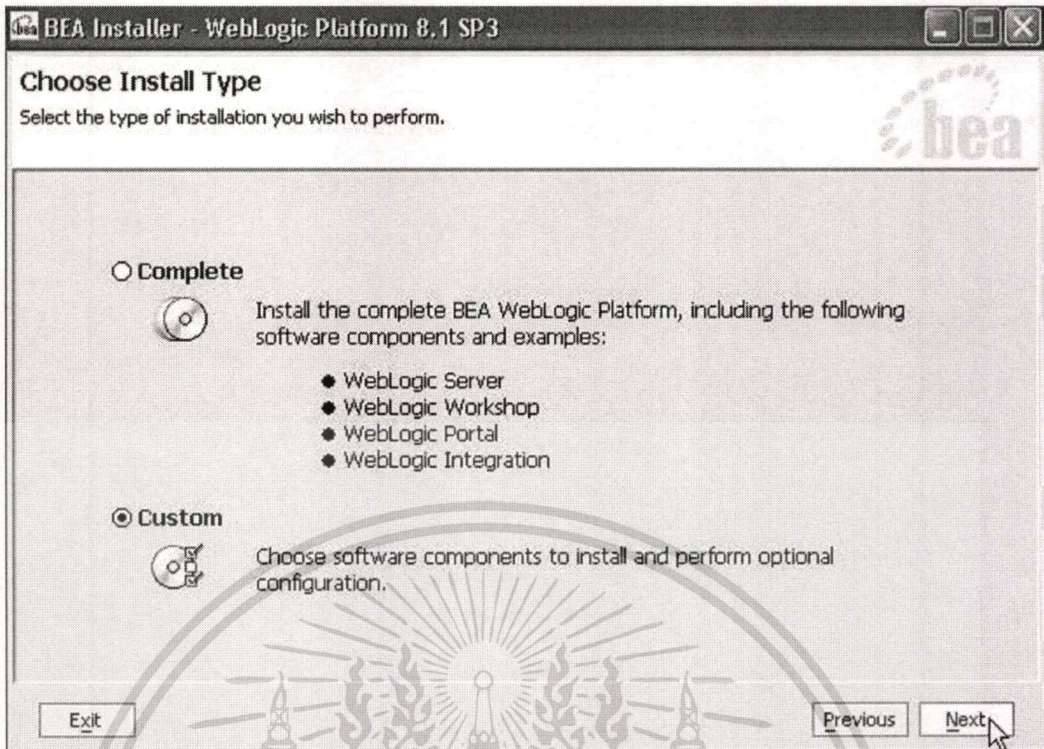 bea BEA Installer - WebLogic Platform 8.1 SP3
Choose Install Type
Select the type of installation you wish to perform.
bea
Complete
Install the complete BEA WebLogic Platform, including the following
software components and examples:
WebLogic Server
WebLogic Workshop
WebLogic Portal
WebLogic Integration
Custom
Choose software components to install and perform optional
configuration.
Exit
Previous
Next